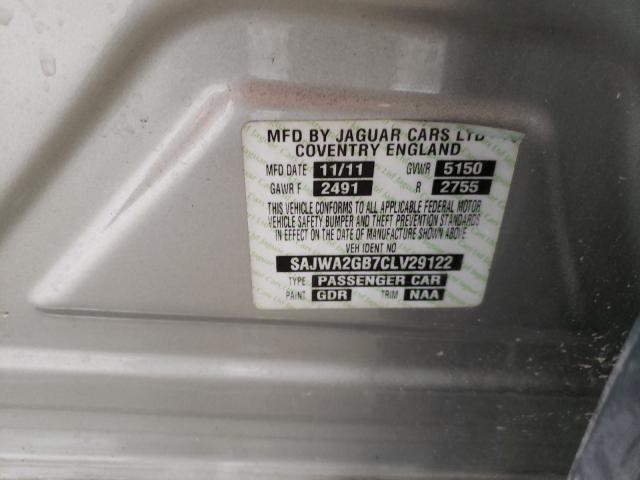 MFD BY JAGUAR CARS LTD
COVENTRY ENGLAND
MFD DATE 11/11 GVWR 5150
GAWR F 2491 R 2755
THIS VEHICLE CONFORMS TO ALL APPLICABLE FEDERAL MOTOR
VEHICLE SAFETY BUMPER AND THEFT PREVENTION STANDARDS
IN EFFECT ON THE DATE OF MANUFACTURE SHOWN ABOVE
VEH IDENT NO
SAJWA2GB7CLV29122
TYPE PASSENGER CAR
PAINT GDR TRIM NAA